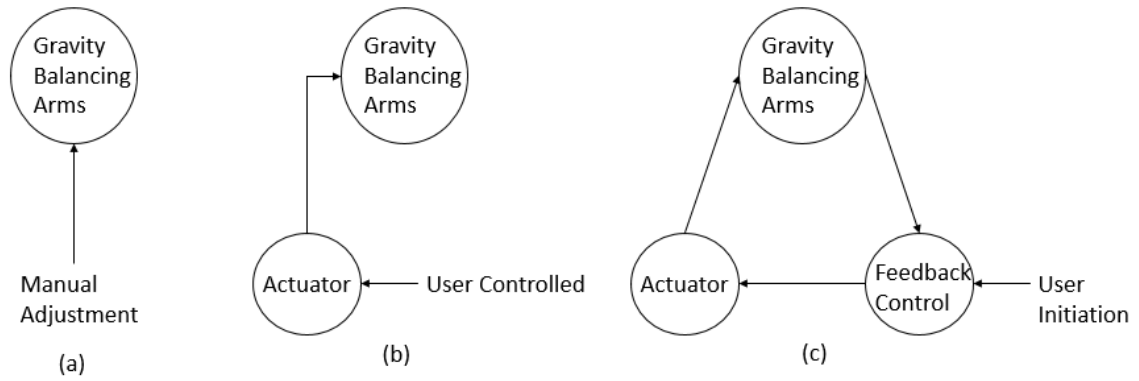 Gravity
Balancing
Arms
Manual
Adjustment
(a)
Gravity
Balancing
Arms
Actuator
User Controlled
(b)
Gravity
Balancing
Arms
Actuator
Feedback
Control
User
Initiation
(c)